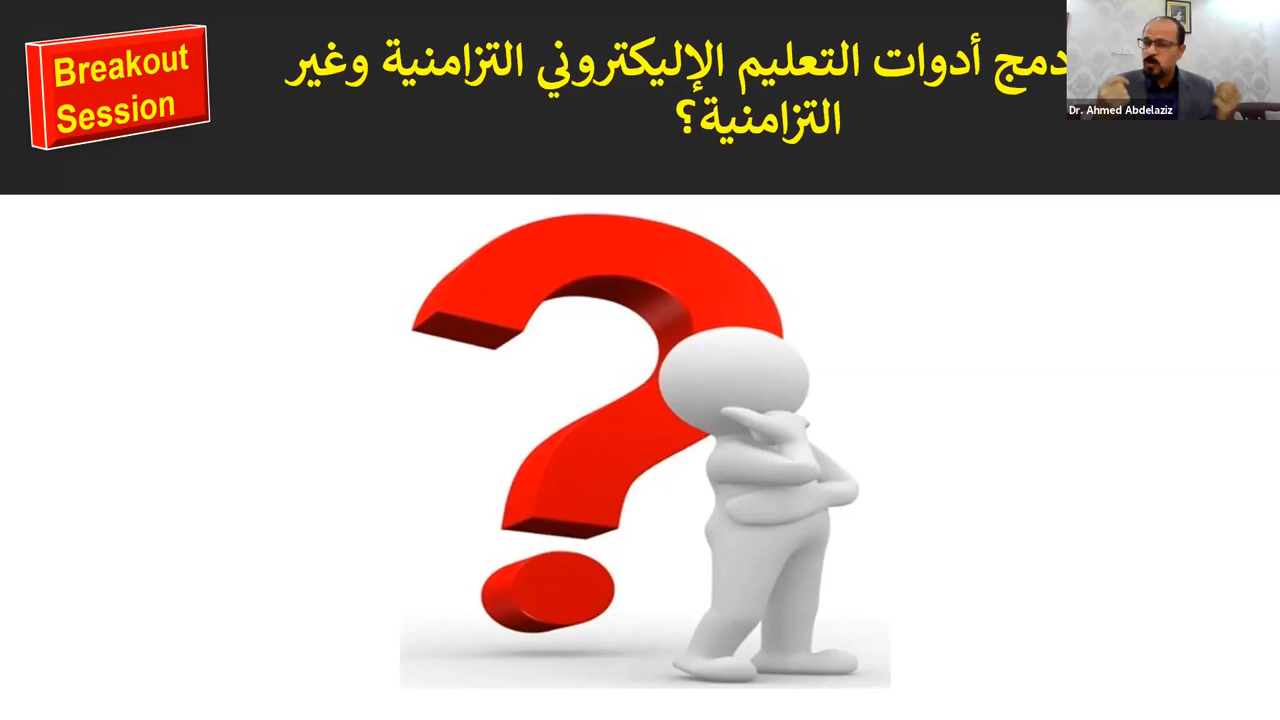 Breakout
Session
دمج أدوات التعليم الإليكتروني التزامنية وغير
التزامنية؟
Dr. Ahmed Abdelaziz